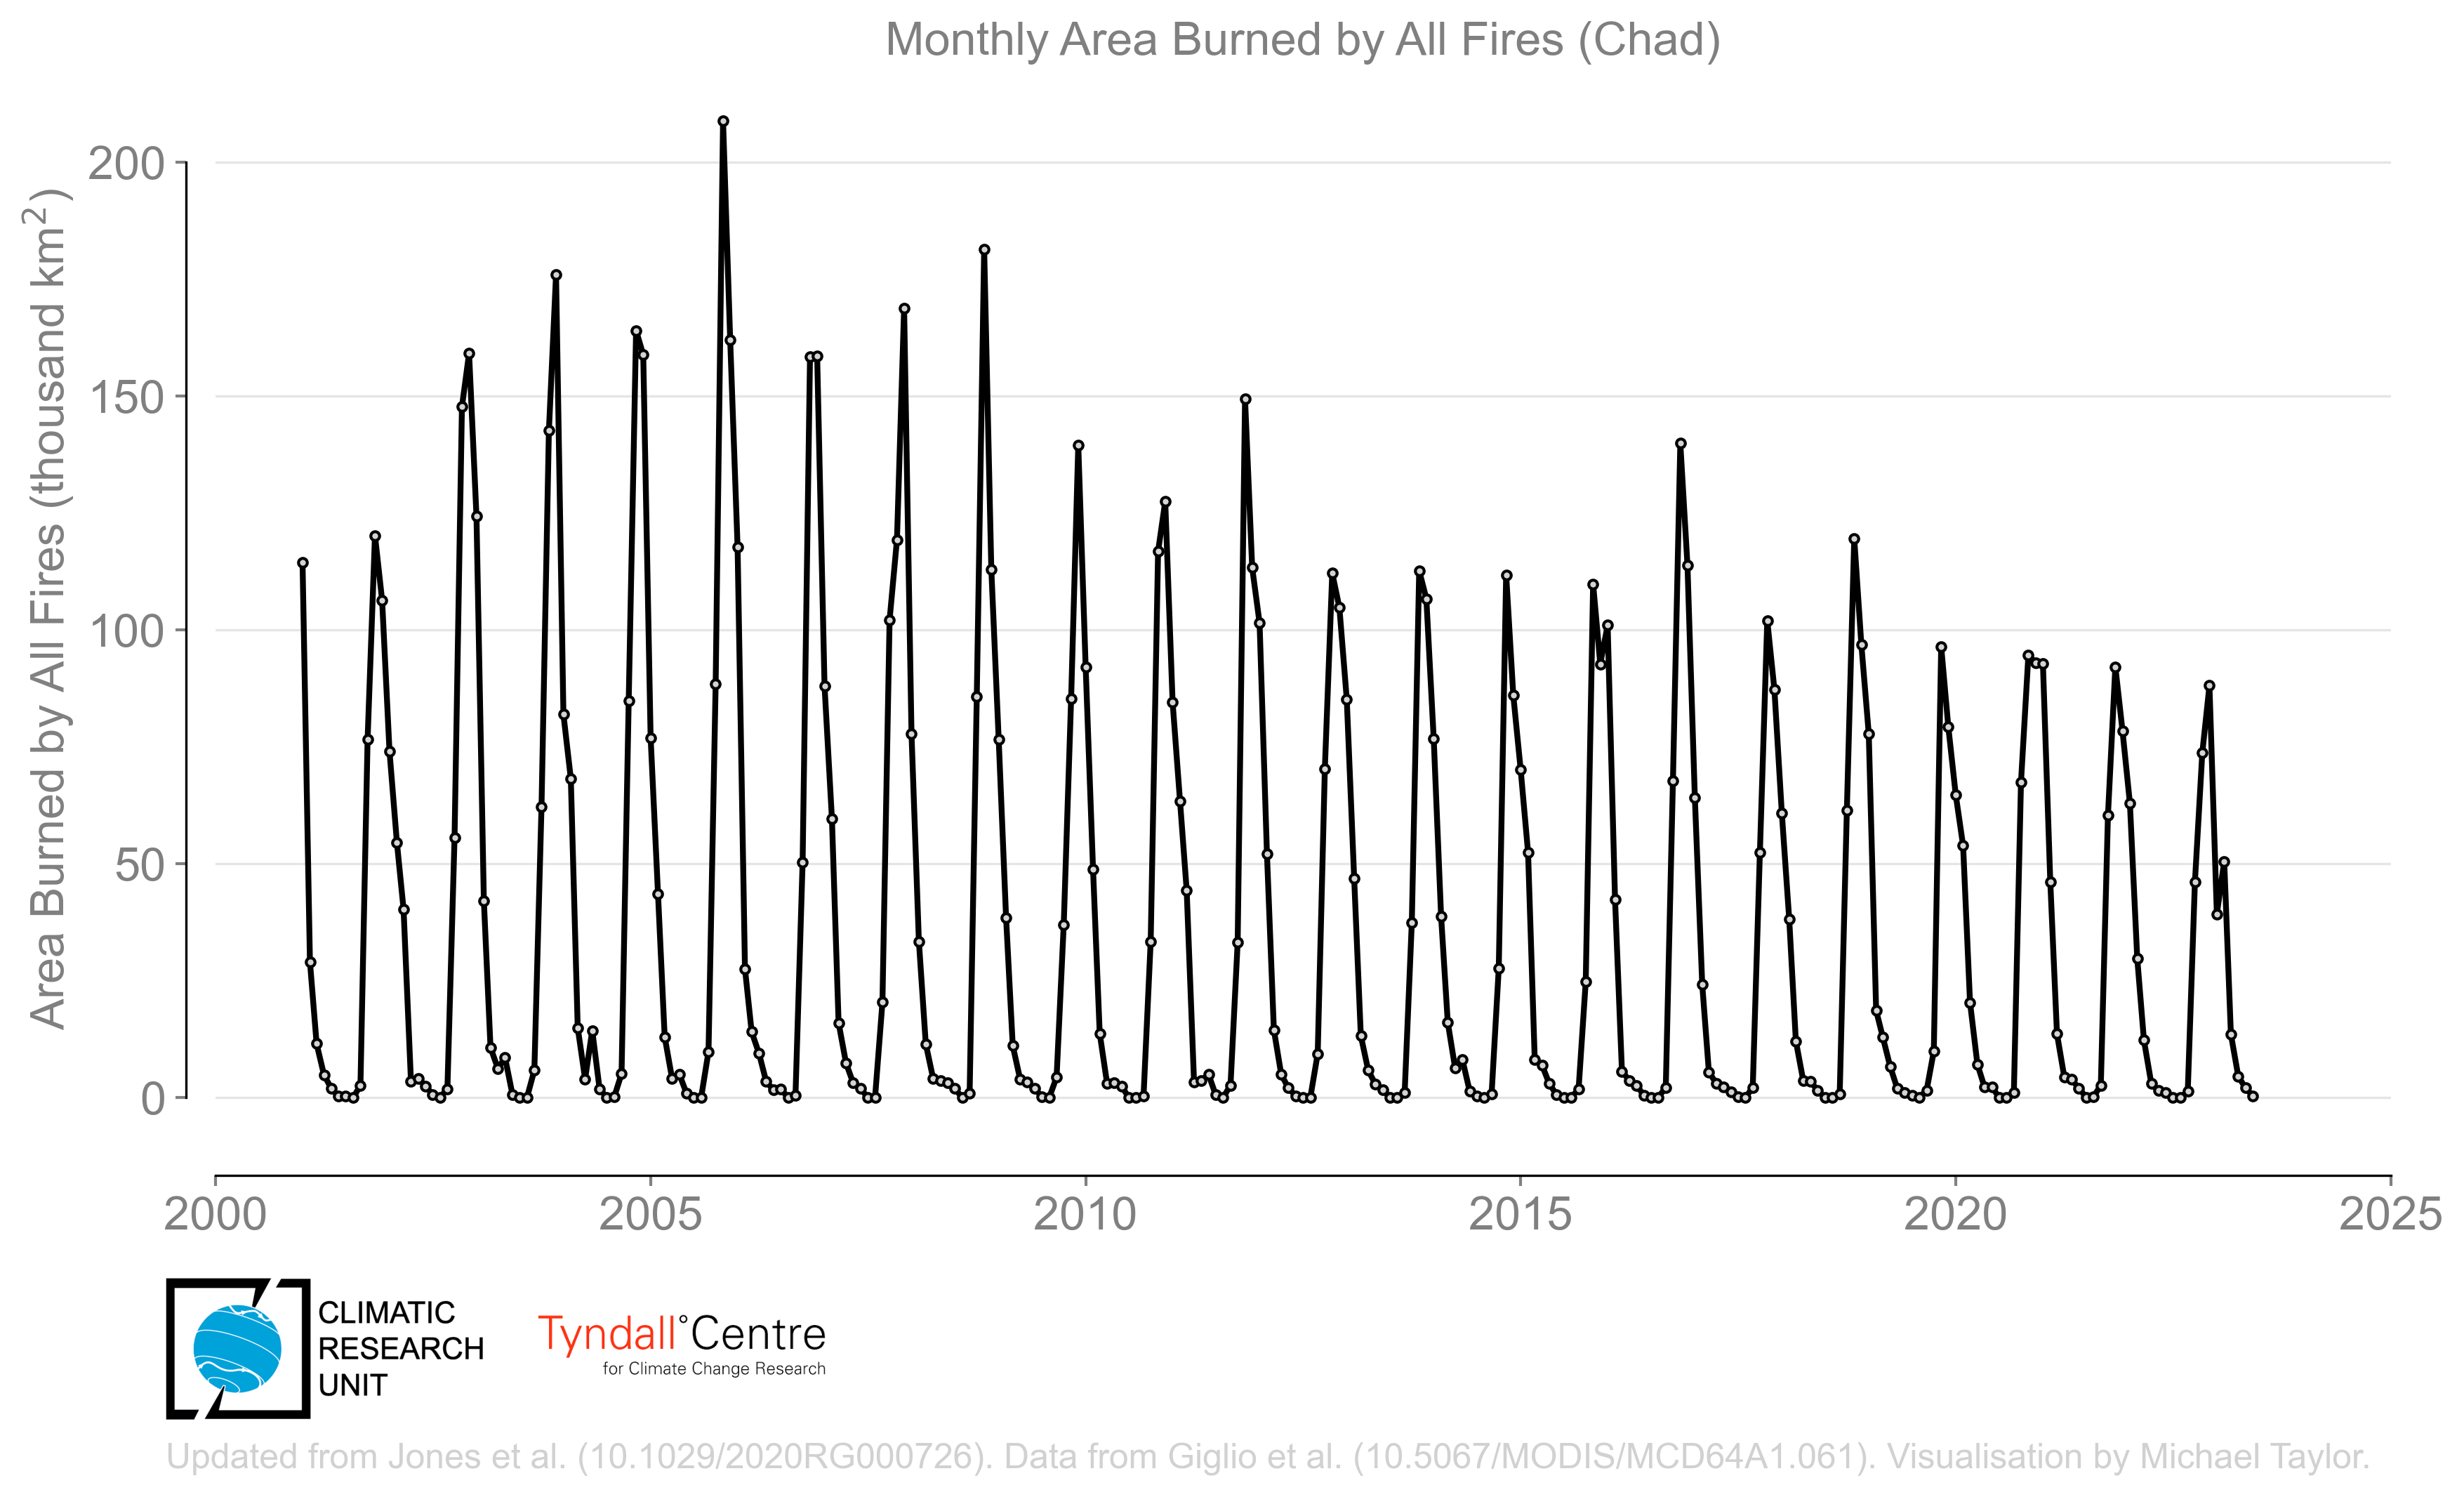 Monthly Area Burned by All Fires (Chad)
Area Burned by All Fires (thousand km²)
200
150
100
50
0
2000 2005 2010 2015 2020 2025
CLIMATIC
RESEARCH
UNIT
Tyndall°Centre
for Climate Change Research
Updated from Jones et al. (10.1029/2020RG000726). Data from Giglio et al. (10.5067/MODIS/MCD64A1.061). Visualisation by Michael Taylor.